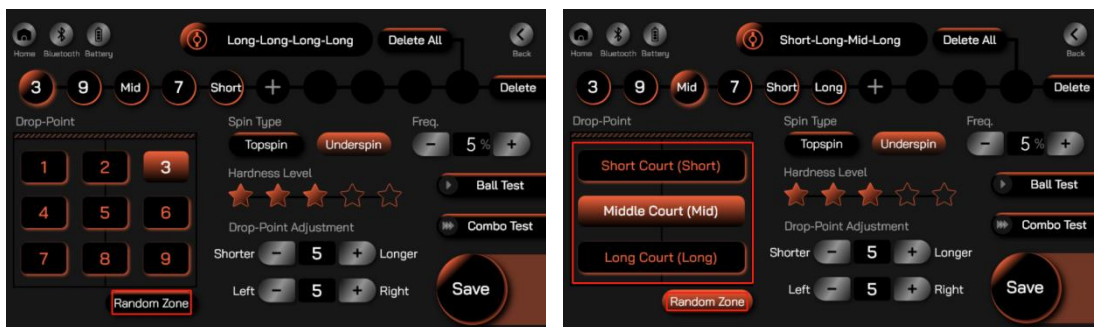 Long-Long-Long-Long
Delete All
Home Bluetooth Battery
Back
3 9 Mid 7 Short +
Delete
Drop-Point
Spin Type
Freq.
Topspin Underspin
- 5 % +
1 2 3
Hardness Level
Ball Test
4 5 6
Drop-Point Adjustment
Combo Test
7 8 9
Shorter - 5 + Longer
Left - 5 + Right
Save
Random Zone
Short-Long-Mid-Long
Delete All
Home Bluetooth Battery
Back
3 9 Mid 7 Short Long +
Delete
Drop-Point
Spin Type
Freq.
Topspin Underspin
- 5 % +
Short Court (Short)
Hardness Level
Ball Test
Middle Court (Mid)
Drop-Point Adjustment
Combo Test
Long Court (Long)
Shorter - 5 + Longer
Left - 5 + Right
Save
Random Zone